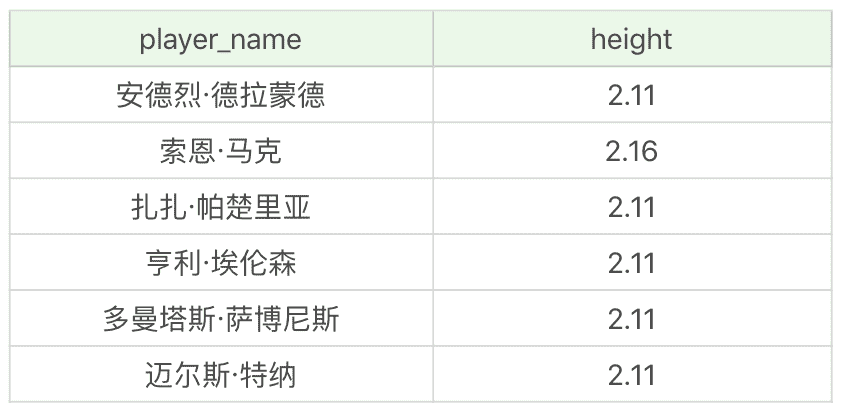 player_name height
安德烈·德拉蒙德 2.11
索恩·马克 2.16
扎扎·帕楚里亚 2.11
亨利·埃伦森 2.11
多曼塔斯·萨博尼斯 2.11
迈尔斯·特纳 2.11